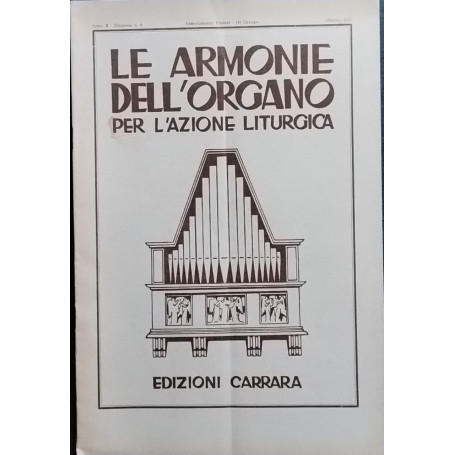 LE ARMONIE
DELL'ORGANO
PER L'AZIONE LITURGICA
EDIZIONI CARRARA